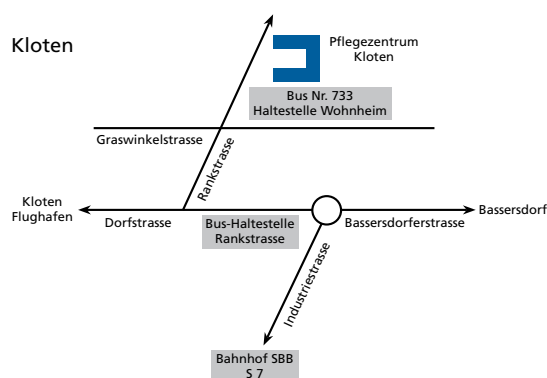 Kloten
Pflegezentrum
Kloten
Bus Nr. 733
Haltestelle Wohnheim
Graswinkelstrasse
Rankstrasse
Kloten
Flughafen
Dorfstrasse
Bus-Haltestelle
Rankstrasse
Bassersdorferstrasse
Bassersdorf
Industriestrasse
Bahnhof SBB
S 7